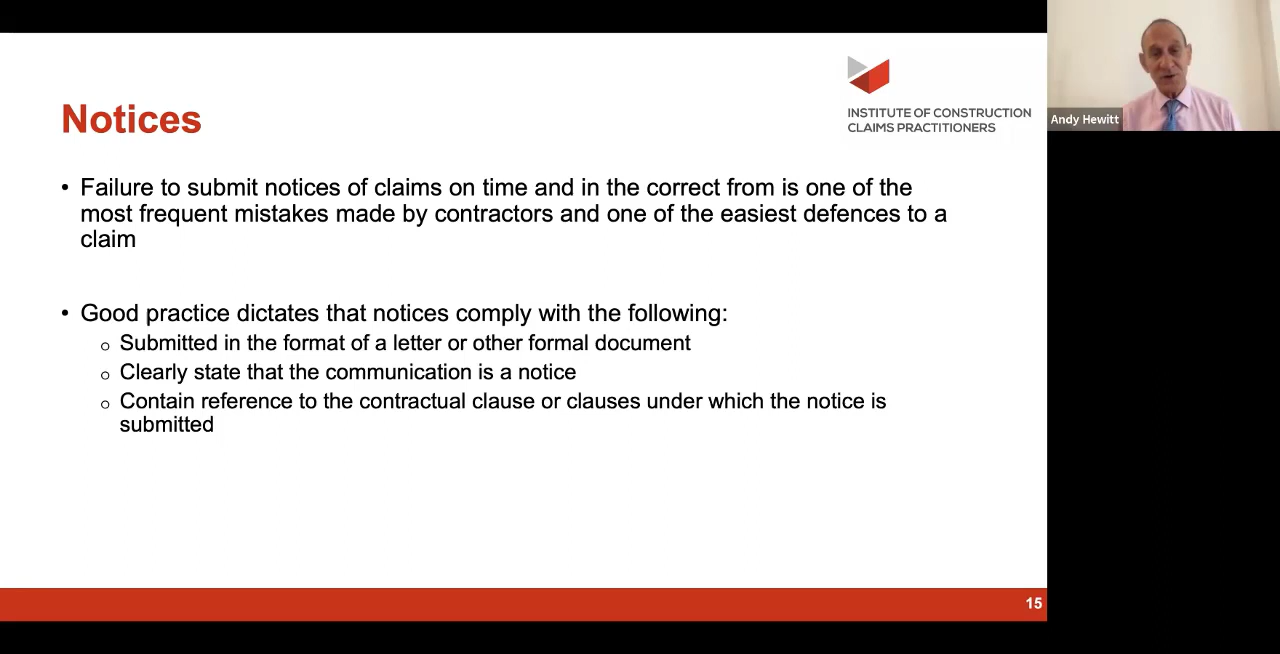 Notices
INSTITUTE OF CONSTRUCTION
CLAIMS PRACTITIONERS
Andy Hewitt
• Failure to submit notices of claims on time and in the correct from is one of the
most frequent mistakes made by contractors and one of the easiest defences to a
claim
• Good practice dictates that notices comply with the following:
o Submitted in the format of a letter or other formal document
o Clearly state that the communication is a notice
o Contain reference to the contractual clause or clauses under which the notice is
submitted
15